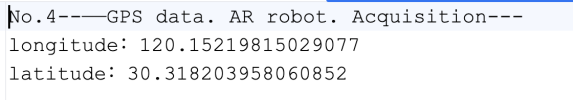 No.4--—GPS data. AR robot. Acquisition---
longitude: 120.15219815029077
latitude: 30.318203958060852